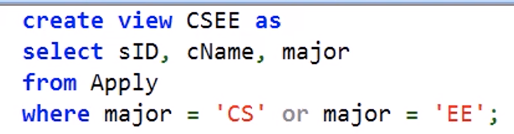 create view CSEE as
select sID, cName, major
from Apply
where major = 'CS' or major = 'EE';